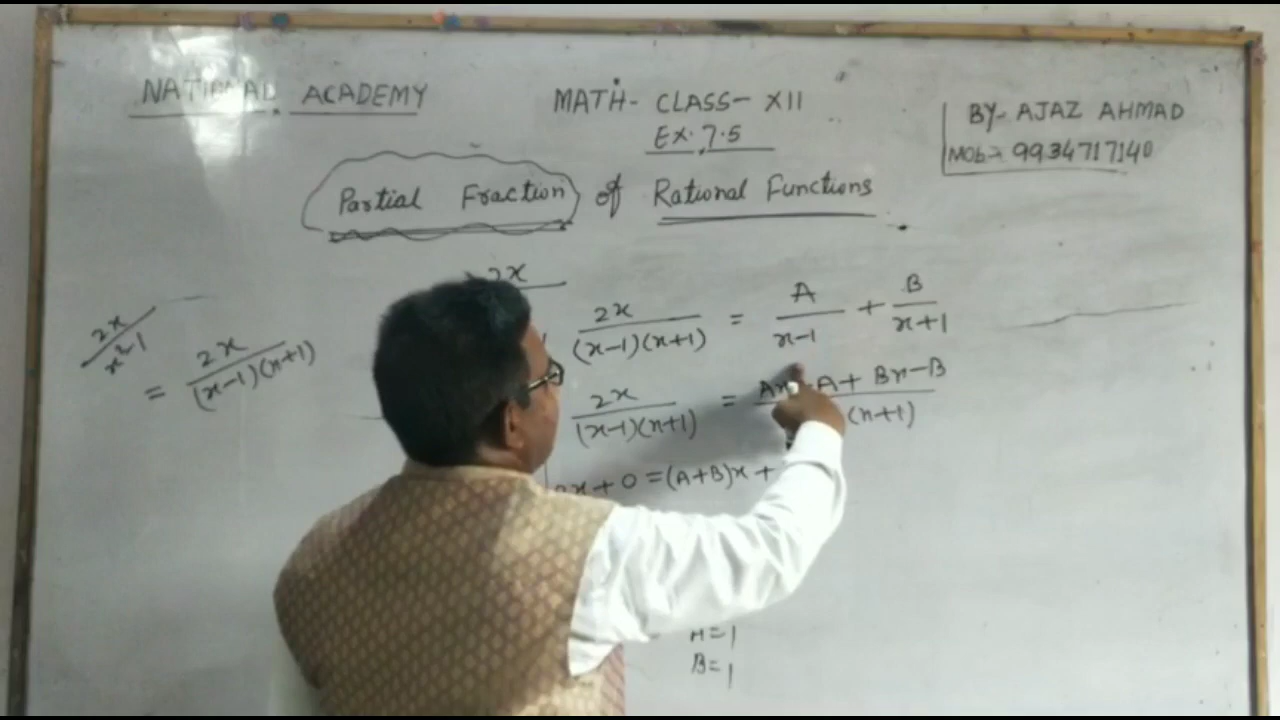 NATIONAL ACADEMY
MATH- CLASS- XII
EX. 7.5
BY- AJAZ AHMAD
Mob- 9934717140
Partial Fraction of Rational Functions
2x
2x / (x-1)(x+1) = A / x-1 + B / x+1
2x / x²-1
= 2x / (x-1)(x+1)
2x / (x-1)(x+1) = A + Bx-B / (x+1)
x + 0 = (A+B)x +
A = 1
B = 1